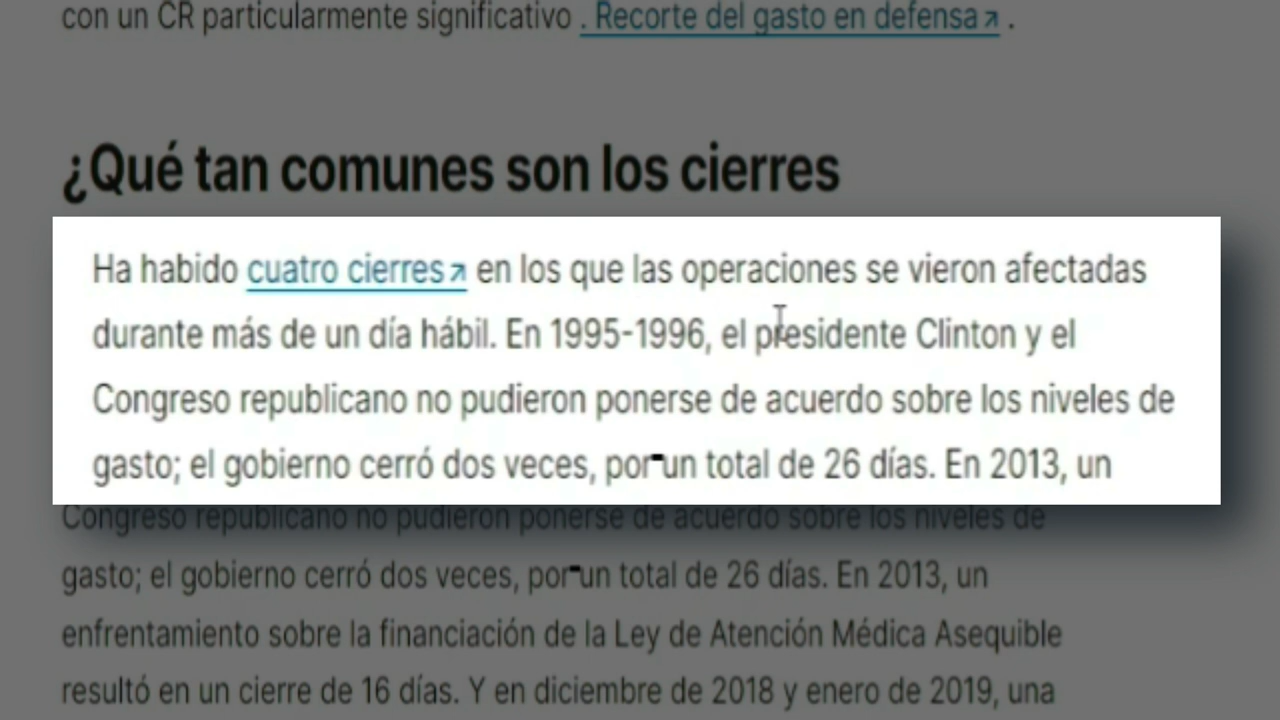 con un CR particularmente significativo . Recorte del gasto en defensa↗ .
¿Qué tan comunes son los cierres
Ha habido cuatro cierres↗ en los que las operaciones se vieron afectadas
durante más de un día hábil. En 1995-1996, el presidente Clinton y el
Congreso republicano no pudieron ponerse de acuerdo sobre los niveles de
gasto; el gobierno cerró dos veces, por un total de 26 días. En 2013, un
Congreso republicano no pudieron ponerse de acuerdo sobre los niveles de
gasto; el gobierno cerró dos veces, por un total de 26 días. En 2013, un
enfrentamiento sobre la financiación de la Ley de Atención Médica Asequible
resultó en un cierre de 16 días. Y en diciembre de 2018 y enero de 2019, una